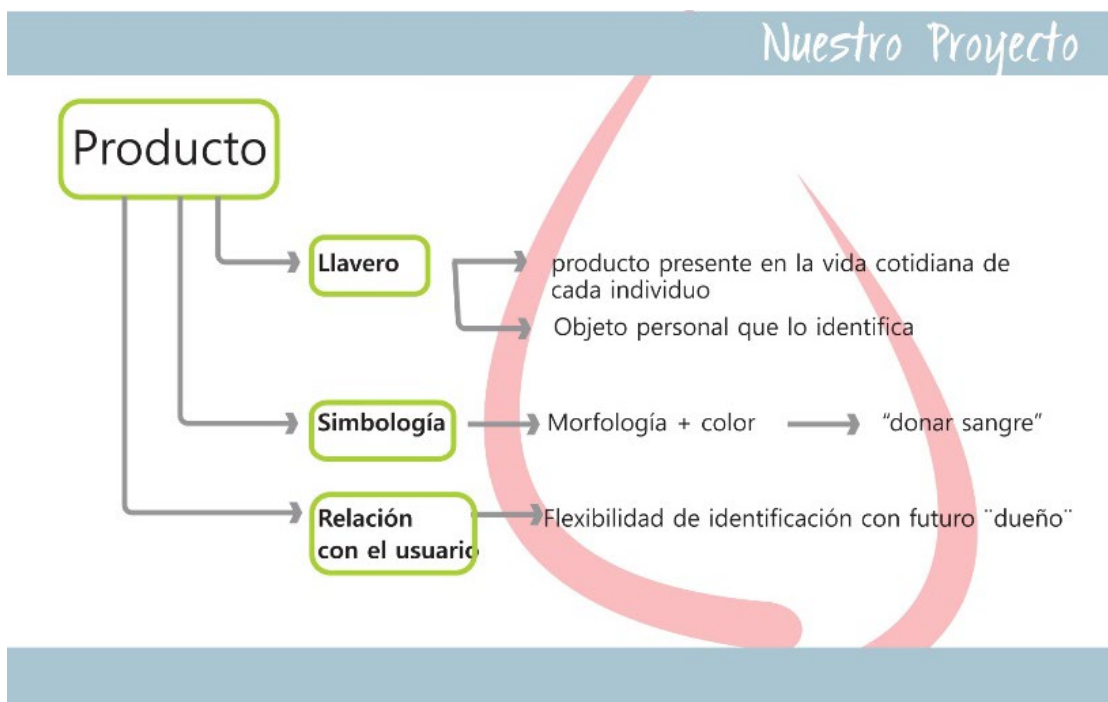 Nuestro Proyecto
Producto
Llavero
producto presente en la vida cotidiana de
cada individuo
Objeto personal que lo identifica
Simbología
Morfología + color
“donar sangre”
Relación
con el usuario
Flexibilidad de identificación con futuro ¨dueño¨